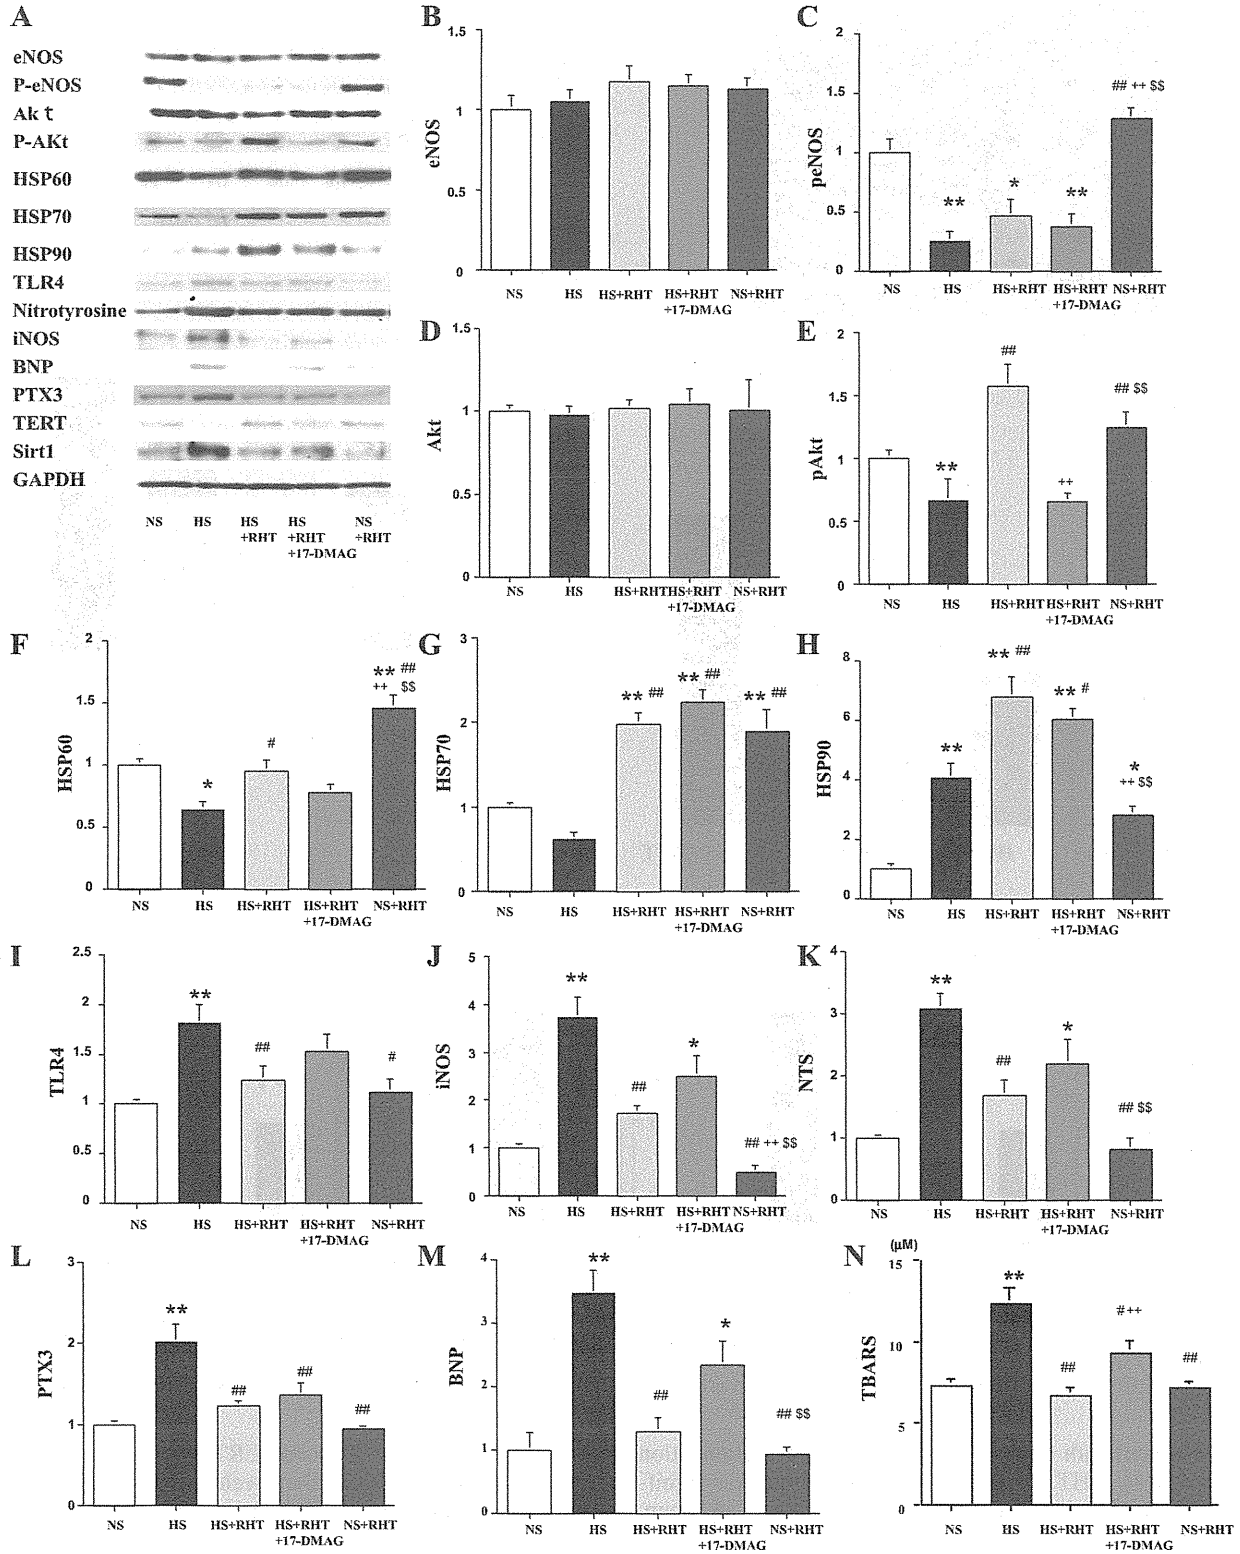 A
eNOS
P-eNOS
Akt
P-AKt
HSP60
HSP70
HSP90
TLR4
Nitrotyrosine
iNOS
BNP
PTX3
TERT
Sirt1
GAPDH
NS HS HS HS NS
+RHT +RHT +RHT
+17-DMAG
B
1.5
1
0.5
0
eNOS
NS HS HS+RHT HS+RHT NS+RHT
+17-DMAG
C
2
1.5
1
0.5
0
peNOS
** * ** ## ++ $$
NS HS HS+RHT HS+RHT NS+RHT
+17-DMAG
D
1.5
1
0.5
0
Akt
NS HS HS+RHT HS+RHT NS+RHT
+17-DMAG
E
2
1.5
1
0.5
0
pAkt
** ## ++ ## $$
NS HS HS+RHT HS+RHT NS+RHT
+17-DMAG
F
2
1.5
1
0.5
0
HSP60
* # ** ##
++ $$
NS HS HS+RHT HS+RHT NS+RHT
+17-DMAG
G
3
2
1
0
HSP70
** ## ** ## ** ##
NS HS HS+RHT HS+RHT NS+RHT
+17-DMAG
H
8
6
4
2
0
HSP90
** ** ## ** # *
++ $$
NS HS HS+RHT HS+RHT NS+RHT
+17-DMAG
I
2.5
2
1.5
1
0.5
0
TLR4
** ## #
NS HS HS+RHT HS+RHT NS+RHT
+17-DMAG
J
5
4
3
2
1
0
iNOS
** ## * ## ++ $$
NS HS HS+RHT HS+RHT NS+RHT
+17-DMAG
K
4
3
2
1
0
NTS
** ## * ## $$
NS HS HS+RHT HS+RHT NS+RHT
+17-DMAG
L
3
2
1
0
PTX3
** ## ## ##
NS HS HS+RHT HS+RHT NS+RHT
+17-DMAG
M
4
3
2
1
0
BNP
** ## * ## $$
NS HS HS+RHT HS+RHT NS+RHT
+17-DMAG
N
(μM)
15
10
5
0
TBARS
** ## # ++ ##
NS HS HS+RHT HS+RHT NS+RHT
+17-DMAG